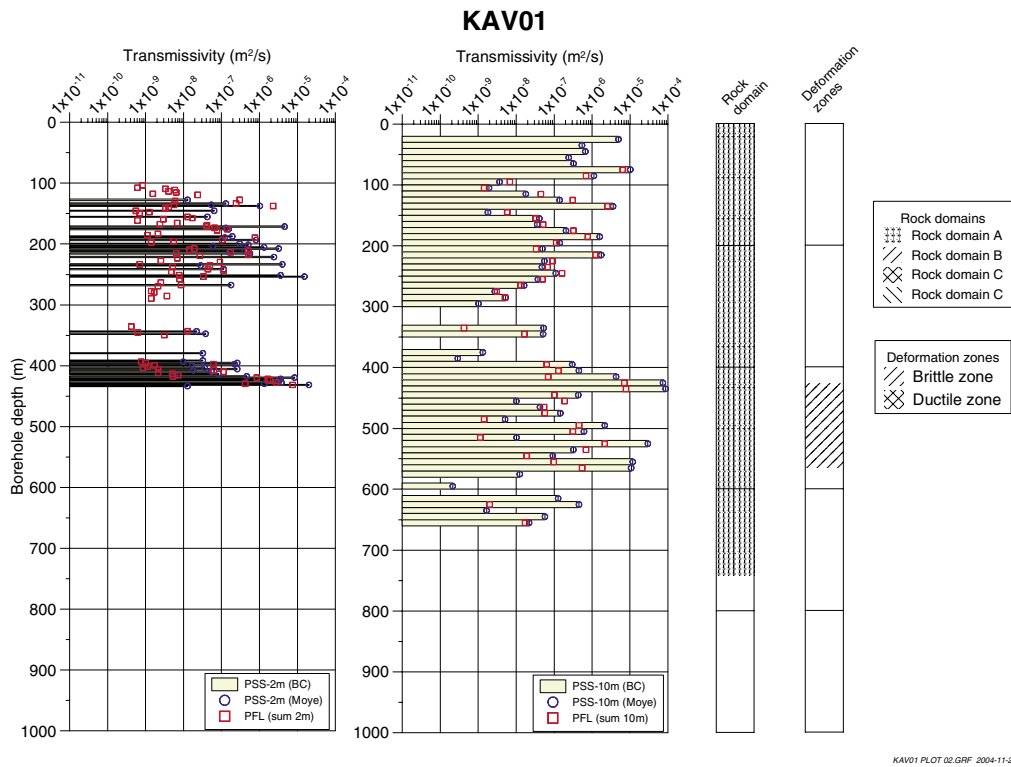 KAV01
Transmissivity (m²/s)
1x10⁻¹¹
1x10⁻¹⁰
1x10⁻⁹
1x10⁻⁸
1x10⁻⁷
1x10⁻⁶
1x10⁻⁵
1x10⁻⁴
0
100
200
300
400
500
600
700
800
900
1000
Borehole depth (m)
PSS-2m (BC)
PSS-2m (Moye)
PFL (sum 2m)
Transmissivity (m²/s)
1x10⁻¹¹
1x10⁻¹⁰
1x10⁻⁹
1x10⁻⁸
1x10⁻⁷
1x10⁻⁶
1x10⁻⁵
1x10⁻⁴
0
100
200
300
400
500
600
700
800
900
1000
PSS-10m (BC)
PSS-10m (Moye)
PFL (sum 10m)
Rock
domain
Deformation
zones
Rock domains
Rock domain A
Rock domain B
Rock domain C
Rock domain C
Deformation zones
Brittle zone
Ductile zone
KAV01 PLOT 02.GRF